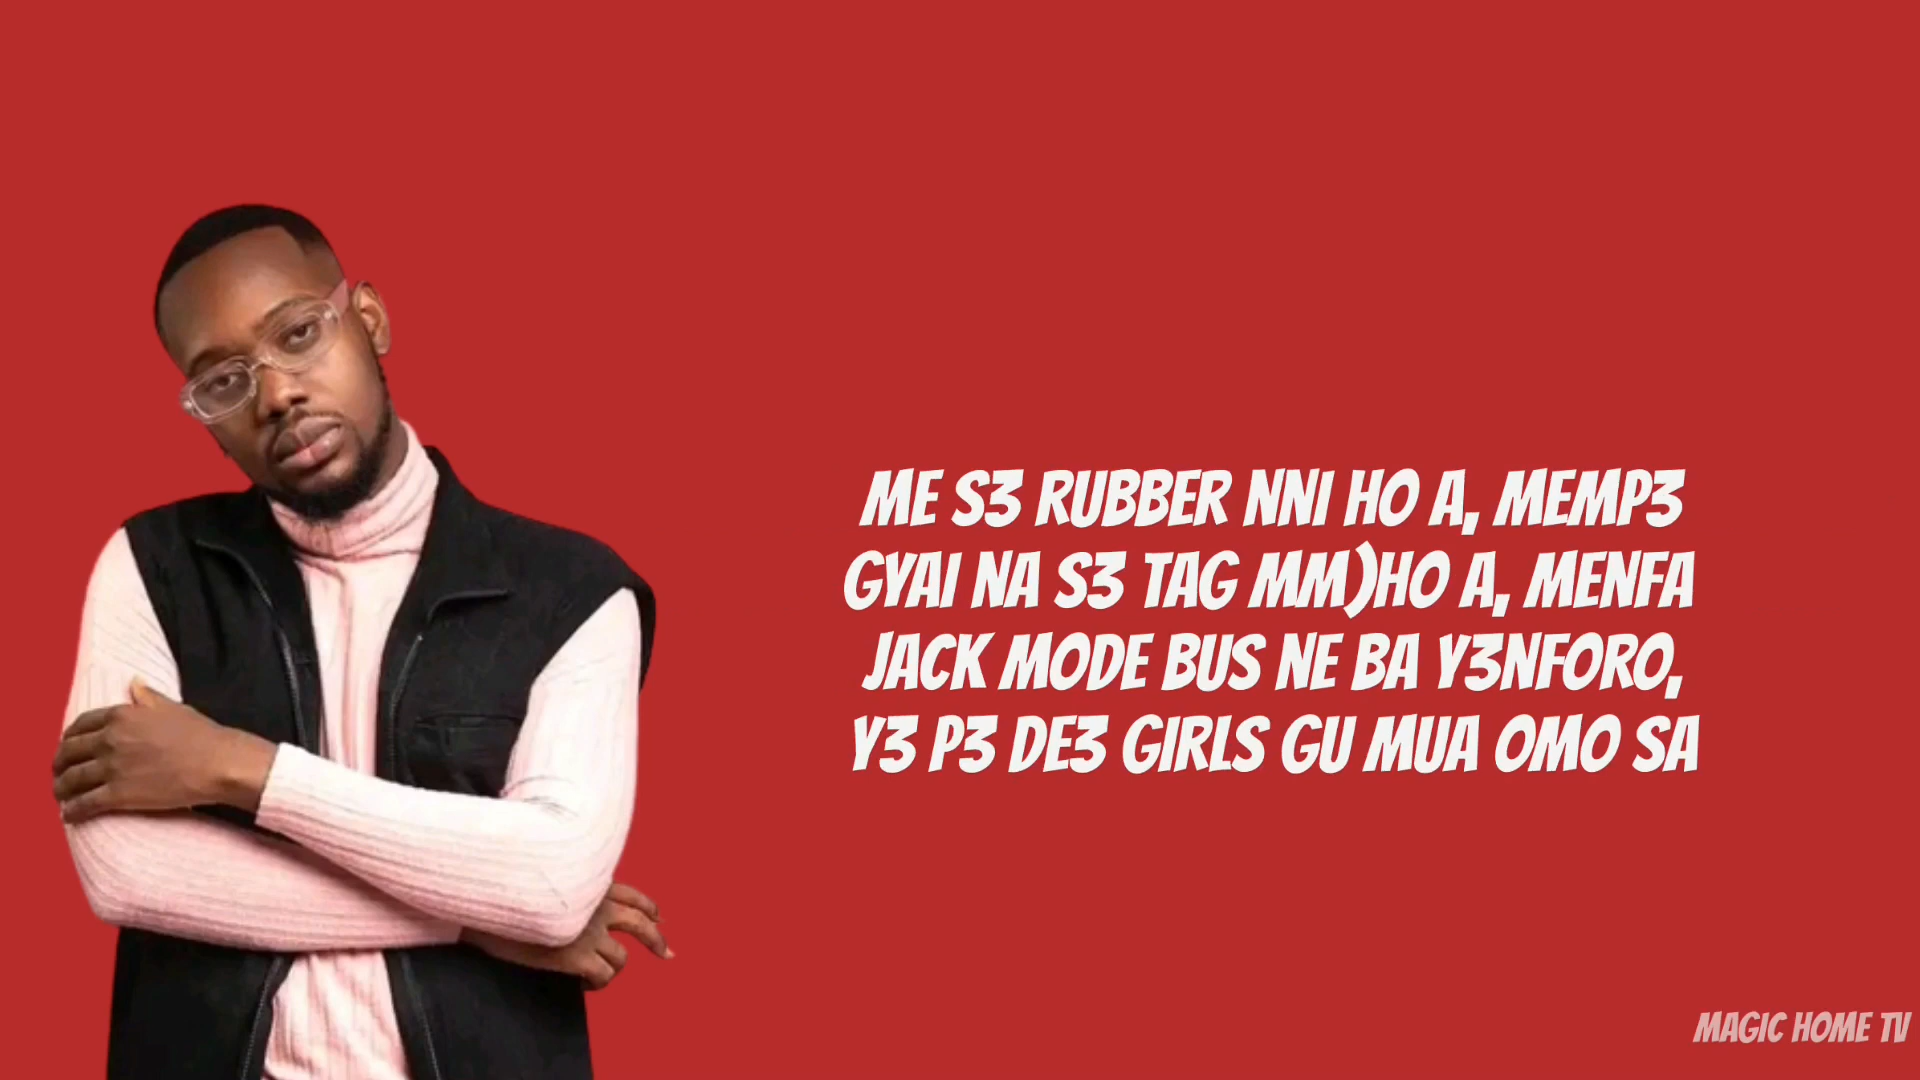 ME S3 RUBBER NNI HO A, MEMP3
GYAI NA S3 TAG MM)HO A, MENFA
JACK MODE BUS NE BA Y3NFORO,
Y3 P3 DE3 GIRLS GU MUA OMO SA
MAGIC HOME TV